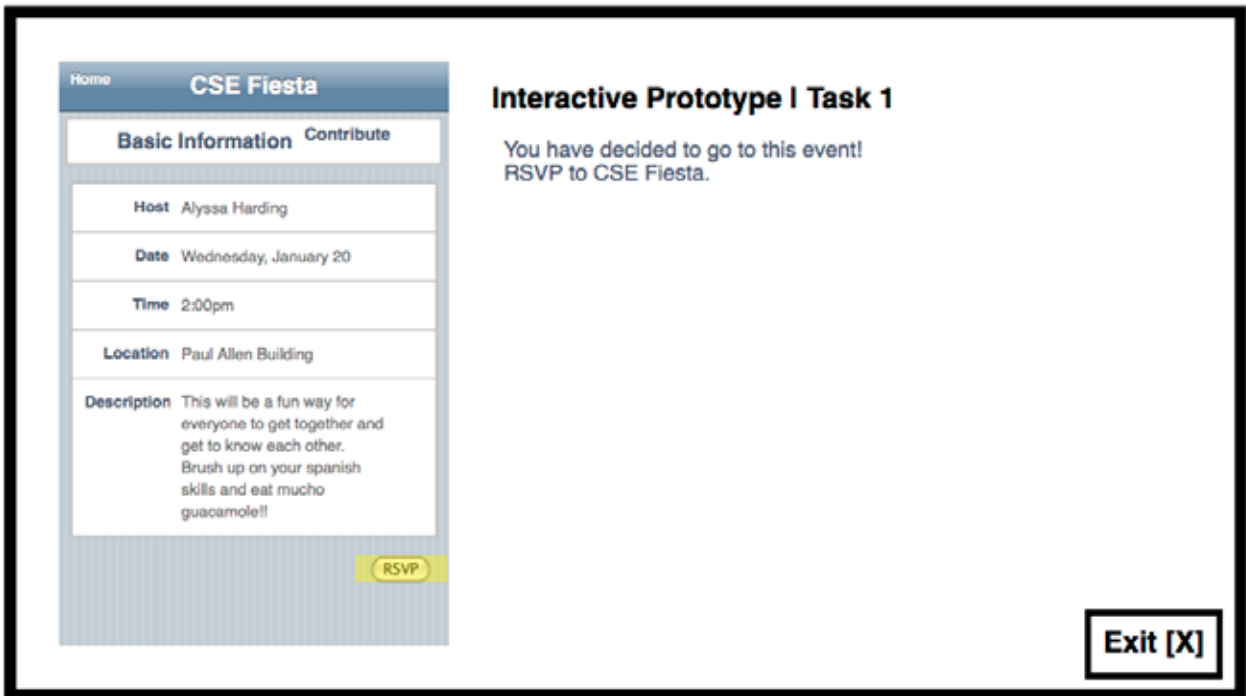 Home CSE Fiesta
Basic Information Contribute
Host Alyssa Harding
Date Wednesday, January 20
Time 2:00pm
Location Paul Allen Building
Description This will be a fun way for
everyone to get together and
get to know each other.
Brush up on your spanish
skills and eat mucho
guacamole!!
RSVP
Interactive Prototype | Task 1
You have decided to go to this event!
RSVP to CSE Fiesta.
Exit [X]